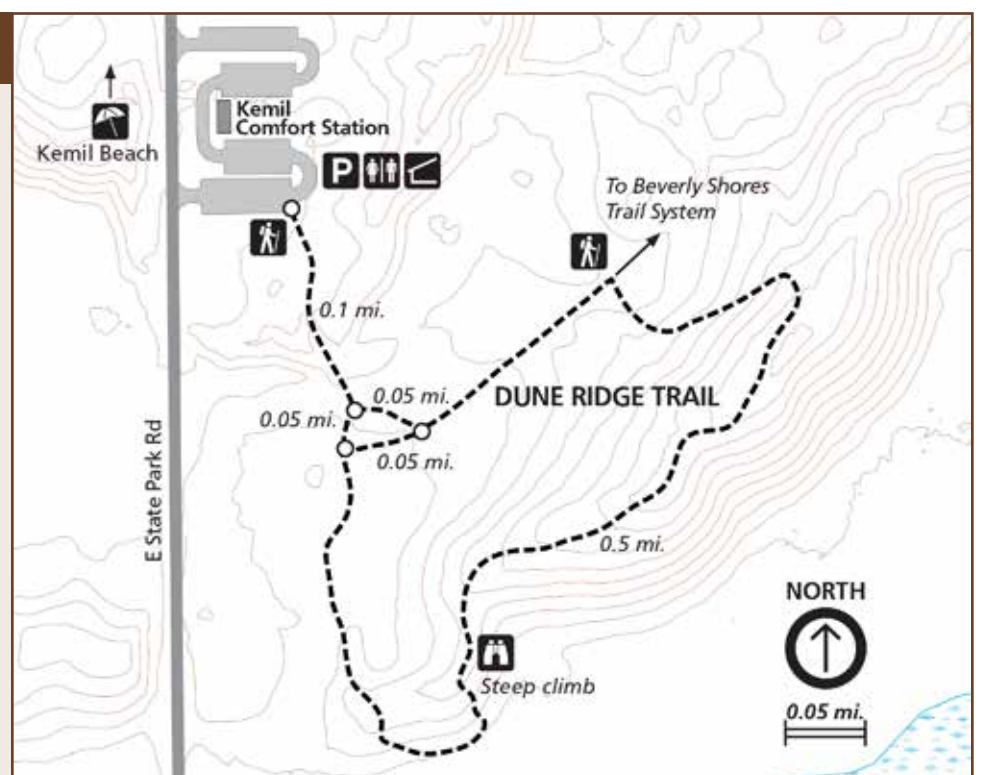 Kemil
Comfort Station
Kemil Beach
P
To Beverly Shores
Trail System
0.1 mi.
DUNE RIDGE TRAIL
0.05 mi.
0.05 mi.
0.05 mi.
E State Park Rd
0.5 mi.
NORTH
Steep climb
0.05 mi.